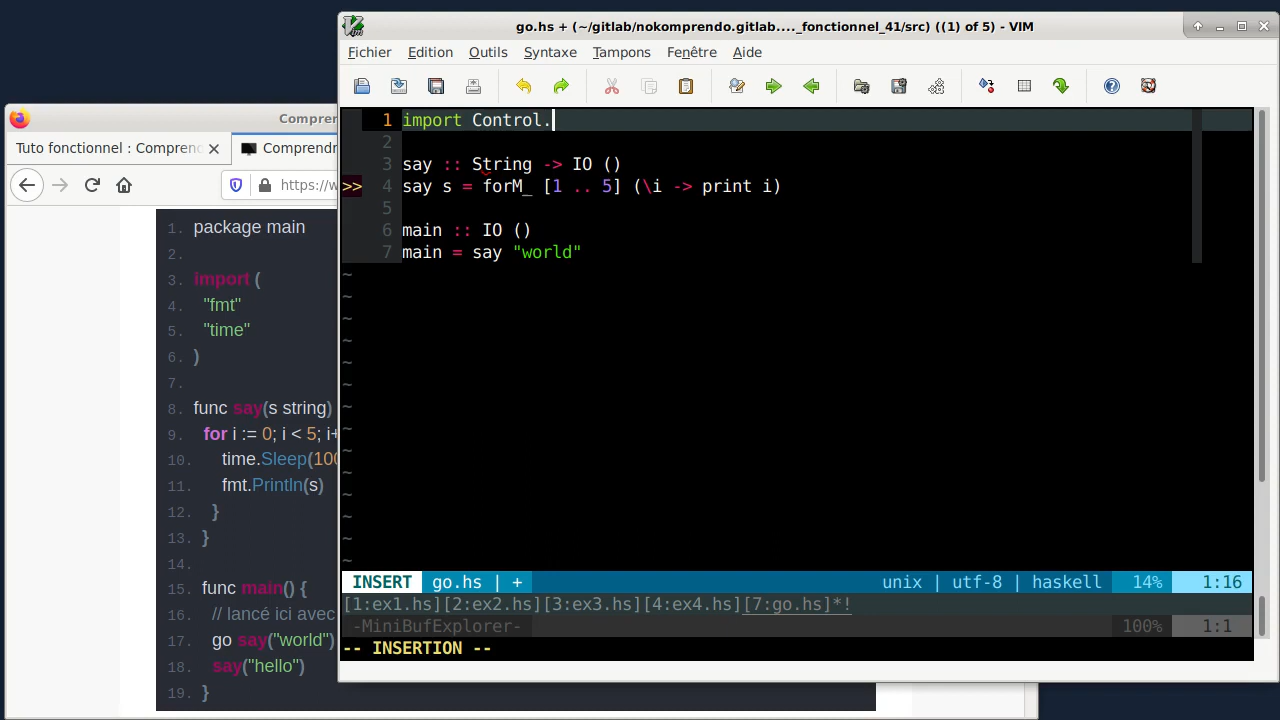 go.hs + (~/gitlab/nokomprendo.gitlab...._fonctionnel_41/src) ((1) of 5) - VIM
Fichier Edition Outils Syntaxe Tampons Fenêtre Aide
1 import Control.
2
3 say :: String -> IO ()
>> 4 say s = forM_ [1 .. 5] (\i -> print i)
5
6 main :: IO ()
7 main = say "world"
~
~
~
~
~
~
~
~
~
~
~
~
~
~
INSERT go.hs | + unix | utf-8 | haskell 14% 1:16
[1:ex1.hs][2:ex2.hs][3:ex3.hs][4:ex4.hs][7:go.hs]*!
-MiniBufExplorer- 100% 1:1
-- INSERTION --
Compren
Tuto fonctionnel : Comprend
Comprendr
https://w
1. package main
2.
3. import (
4. "fmt"
5. "time"
6. )
7.
8. func say(s string)
9. for i := 0; i < 5; i+
10. time.Sleep(100
11. fmt.Println(s)
12. }
13. }
14.
15. func main() {
16. // lancé ici avec
17. go say("world")
18. say("hello")
19. }